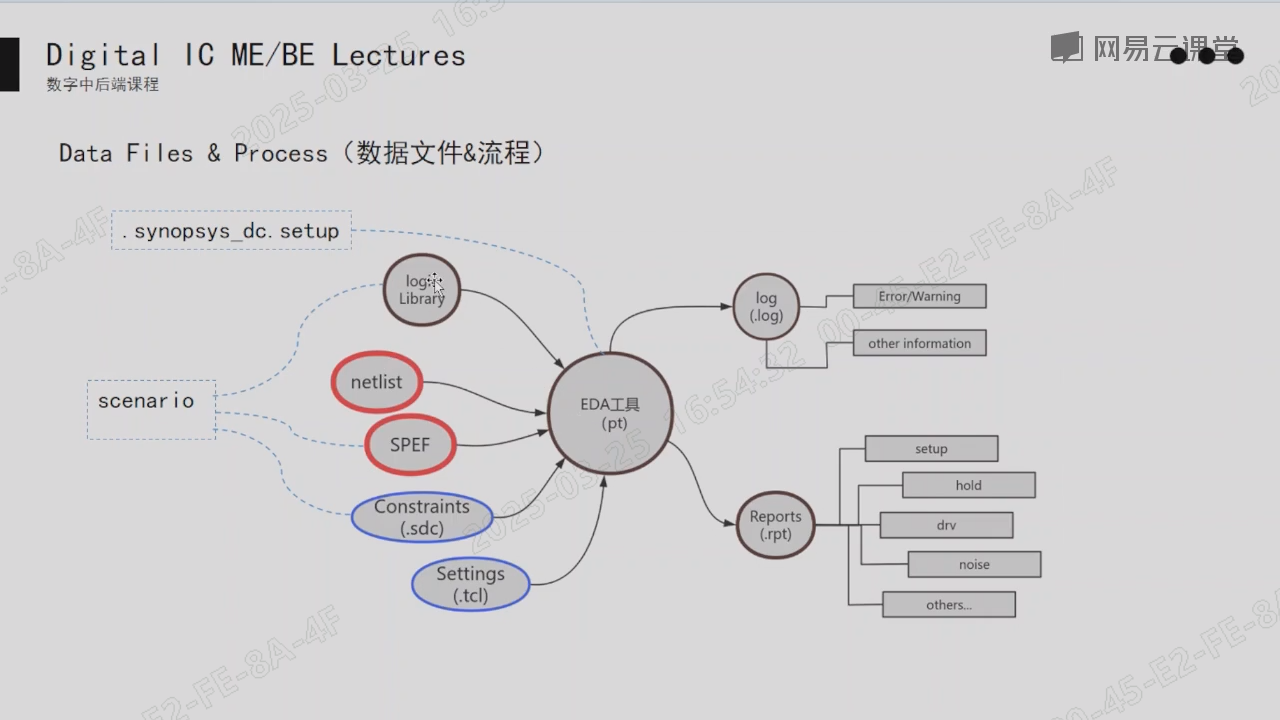 Digital IC ME/BE Lectures
数字中后端课程
网易云课堂
Data Files & Process（数据文件&流程）
.synopsys_dc.setup
logic
Library
netlist
SPEF
scenario
Constraints
(.sdc)
Settings
(.tcl)
EDA工具
(pt)
log
(.log)
Error/Warning
other information
Reports
(.rpt)
setup
hold
drv
noise
others...
2025-03-25 16:54:32 00-45-E2-FE-8A-4F